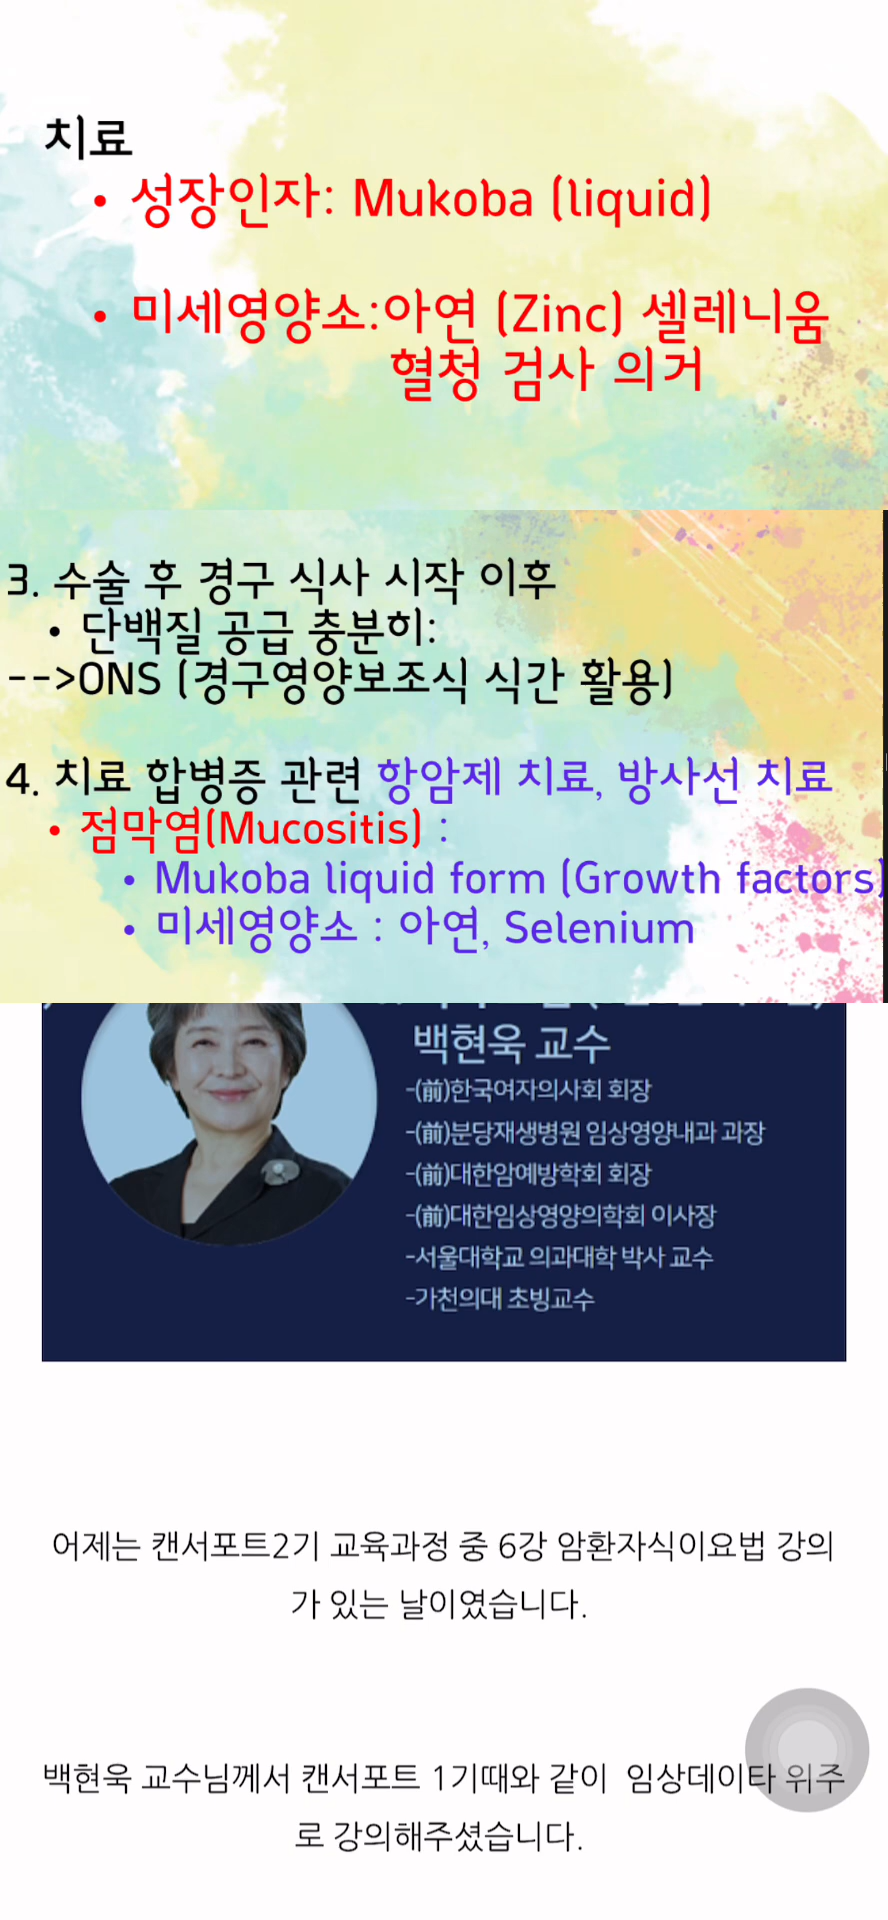 치료
• 성장인자: Mukoba (liquid)
• 미세영양소:아연 (Zinc) 셀레니움
혈청 검사 의거
3. 수술 후 경구 식사 시작 이후
• 단백질 공급 충분히:
-->ONS (경구영양보조식 식간 활용)
4. 치료 합병증 관련 항암제 치료, 방사선 치료
• 점막염(Mucositis) :
• Mukoba liquid form (Growth factors)
• 미세영양소 : 아연, Selenium
백현욱 교수
-(前)한국여자의사회 회장
-(前)분당재생병원 임상영양내과 과장
-(前)대한암예방학회 회장
-(前)대한임상영양의학회 이사장
-서울대학교 의과대학 박사 교수
-가천의대 초빙교수
어제는 캔서포트2기 교육과정 중 6강 암환자식이요법 강의
가 있는 날이였습니다.
백현욱 교수님께서 캔서포트 1기때와 같이 임상데이타 위주
로 강의해주셨습니다.